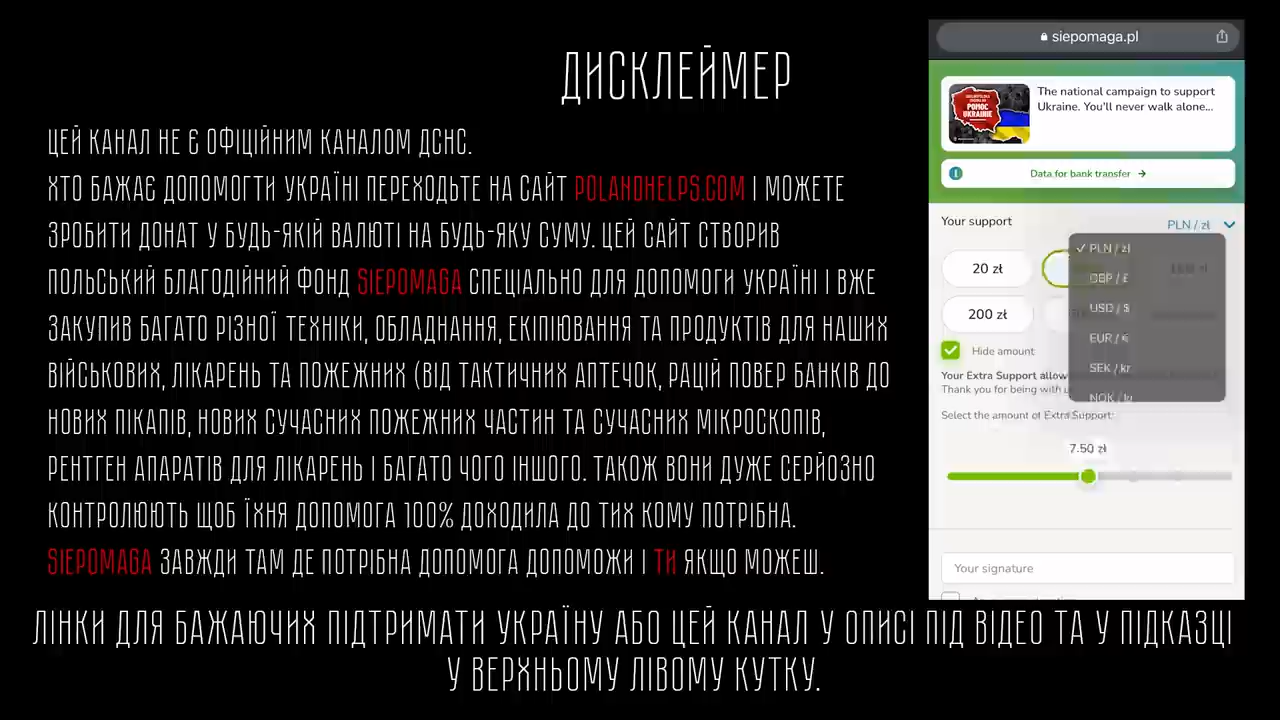 ДИСКЛЕЙМЕР
ЦЕЙ КАНАЛ НЕ Є ОФІЦІЙНИМ КАНАЛОМ ДСНС.
ХТО БАЖАЄ ДОПОМОГТИ УКРАЇНІ ПЕРЕХОДЬТЕ НА САЙТ POLANDHELPS.COM І МОЖЕТЕ
ЗРОБИТИ ДОНАТ У БУДЬ-ЯКІЙ ВАЛЮТІ НА БУДЬ-ЯКУ СУМУ. ЦЕЙ САЙТ СТВОРИВ
ПОЛЬСЬКИЙ БЛАГОДІЙНИЙ ФОНД SIEPOMAGA СПЕЦІАЛЬНО ДЛЯ ДОПОМОГИ УКРАЇНІ І ВЖЕ
ЗАКУПИВ БАГАТО РІЗНОЇ ТЕХНІКИ, ОБЛАДНАННЯ, ЕКІПІЮВАННЯ ТА ПРОДУКТІВ ДЛЯ НАШИХ
ВІЙСЬКОВИХ, ЛІКАРЕНЬ ТА ПОЖЕЖНИХ (ВІД ТАКТИЧНИХ АПТЕЧОК, РАЦІЙ ПОВЕР БАНКІВ ДО
НОВИХ ПІКАПІВ, НОВИХ СУЧАСНИХ ПОЖЕЖНИХ ЧАСТИН ТА СУЧАСНИХ МІКРОСКОПІВ,
РЕНТГЕН АПАРАТІВ ДЛЯ ЛІКАРЕНЬ І БАГАТО ЧОГО ІНШОГО. ТАКОЖ ВОНИ ДУЖЕ СЕРЙОЗНО
КОНТРОЛЮЮТЬ ЩОБ ЇХНЯ ДОПОМОГА 100% ДОХОДИЛА ДО ТИХ КОМУ ПОТРІБНА.
SIEPOMAGA ЗАВЖДИ ТАМ ДЕ ПОТРІБНА ДОПОМОГА ДОПОМОЖИ І ТИ ЯКЩО МОЖЕШ.
ЛІНКИ ДЛЯ БАЖАЮЧИХ ПІДТРИМАТИ УКРАЇНУ АБО ЦЕЙ КАНАЛ У ОПИСІ ПІД ВІДЕО ТА У ПІДКАЗЦІ
У ВЕРХНЬОМУ ЛІВОМУ КУТКУ.
siepomaga.pl
POMOC
UKRAINIE
The national campaign to support
Ukraine. You'll never walk alone...
Data for bank transfer →
Your support
PLN / zł
✓ PLN / zł
GBP / £
USD / $
EUR / €
SEK / kr
NOK / kr
20 zł
200 zł
Hide amount
Your Extra Support allow
Thank you for being with u
Select the amount of Extra Support:
7.50 zł
Your signature